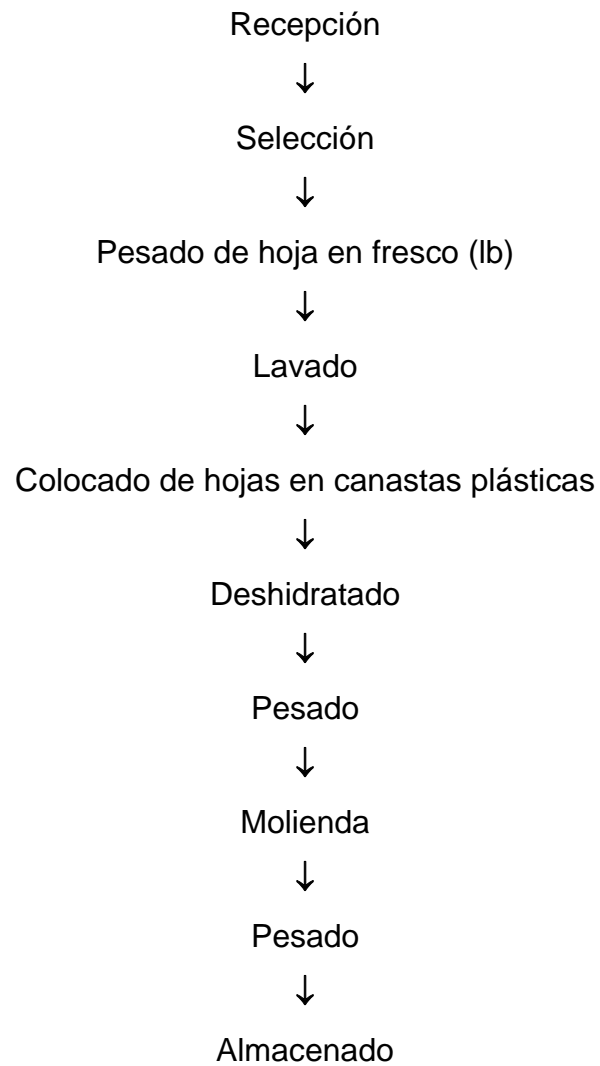 Recepción
↓
Selección
↓
Pesado de hoja en fresco (lb)
↓
Lavado
↓
Colocado de hojas en canastas plásticas
↓
Deshidratado
↓
Pesado
↓
Molienda
↓
Pesado
↓
Almacenado